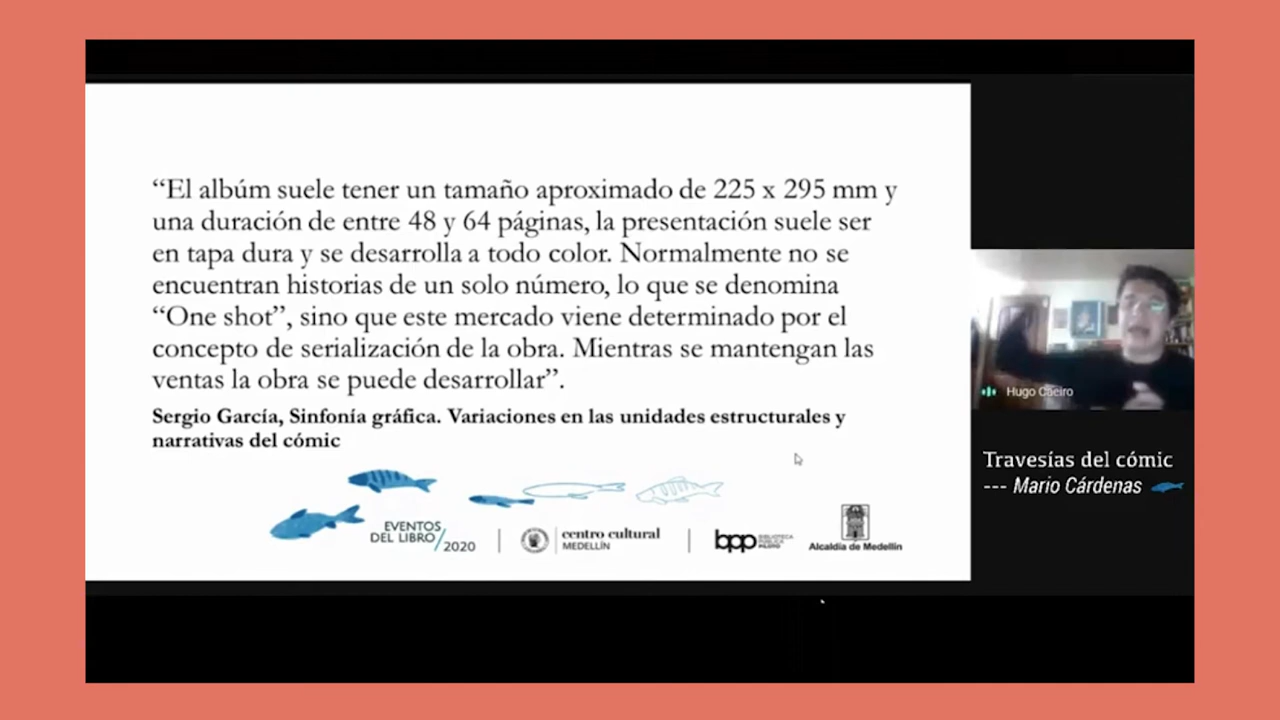 “El albúm suele tener un tamaño aproximado de 225 x 295 mm y
una duración de entre 48 y 64 páginas, la presentación suele ser
en tapa dura y se desarrolla a todo color. Normalmente no se
encuentran historias de un solo número, lo que se denomina
“One shot”, sino que este mercado viene determinado por el
concepto de serialización de la obra. Mientras se mantengan las
ventas la obra se puede desarrollar”.
Sergio García, Sinfonía gráfica. Variaciones en las unidades estructurales y
narrativas del cómic
EVENTOS
DEL LIBRO/2020
centro cultural
MEDELLÍN
bpp
BIBLIOTECA
PÚBLICA
PILOTO
Alcaldía de Medellín
Hugo Caeiro
Travesías del cómic
--- Mario Cárdenas